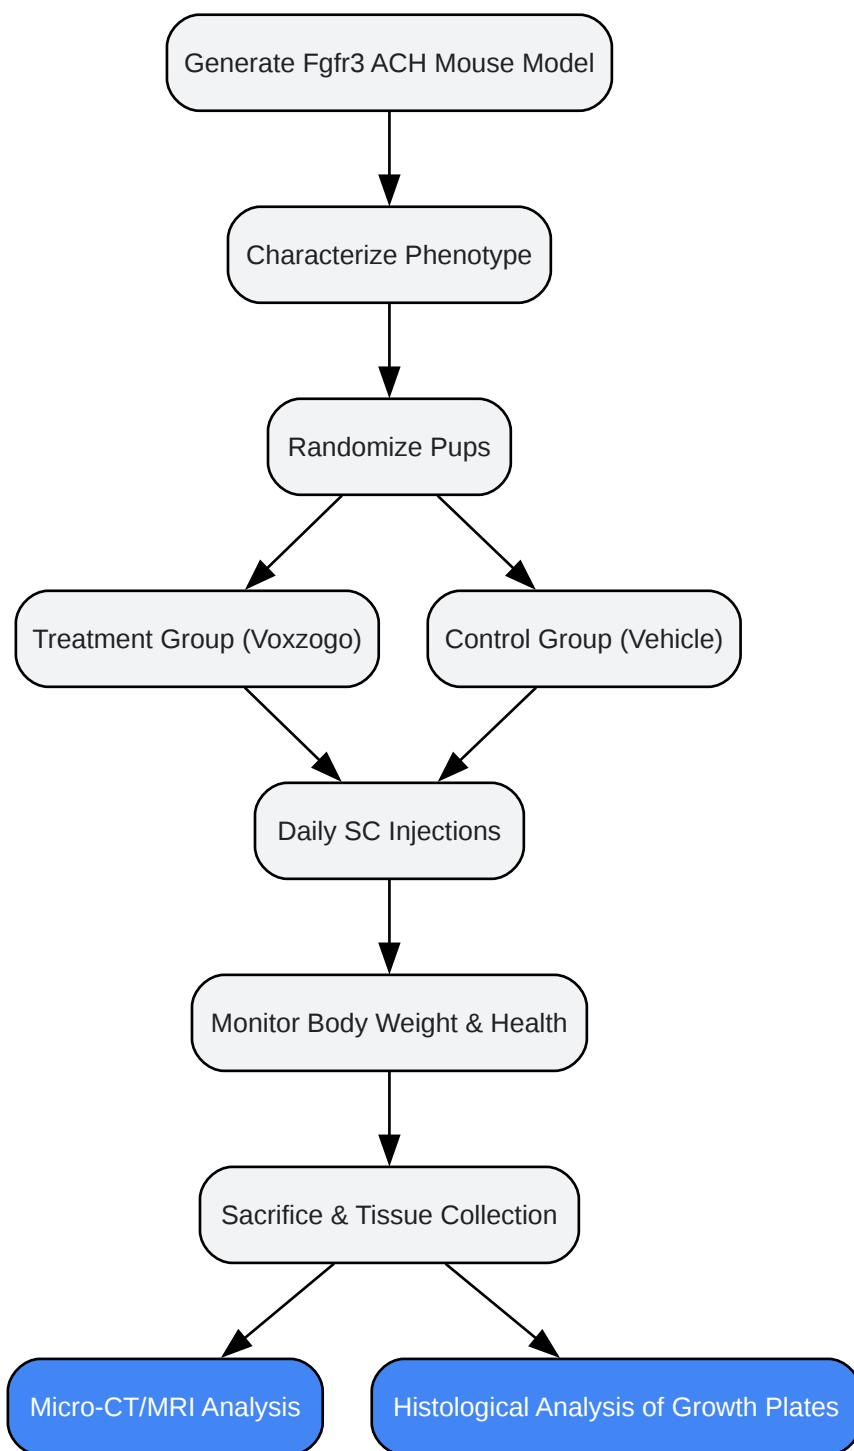 Generate Fgfr3 ACH Mouse Model
Characterize Phenotype
Randomize Pups
Treatment Group (Voxzogo)
Control Group (Vehicle)
Daily SC Injections
Monitor Body Weight & Health
Sacrifice & Tissue Collection
Micro-CT/MRI Analysis
Histological Analysis of Growth Plates